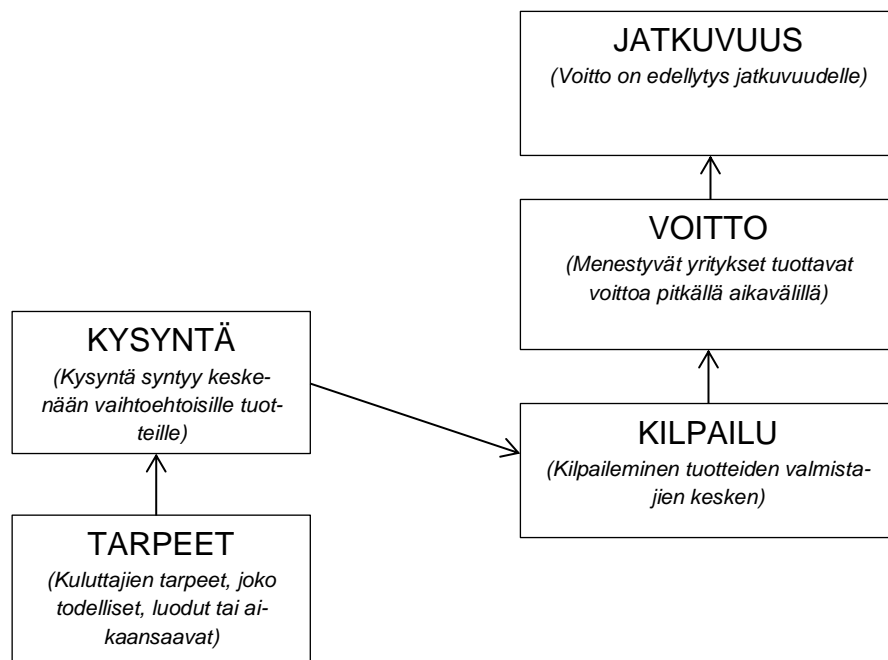 JATKUVUUS
(Voitto on edellytys jatkuvuudelle)
VOITTO
(Menestyvät yritykset tuottavat
voittoa pitkällä aikavälillä)
KYSYNTÄ
(Kysyntä syntyy keske-
nään vaihtoehtoisille tuot-
teille)
KILPAILU
(Kilpaileminen tuotteiden valmista-
jien kesken)
TARPEET
(Kuluttajien tarpeet, joko
todelliset, luodut tai ai-
kaansaavat)